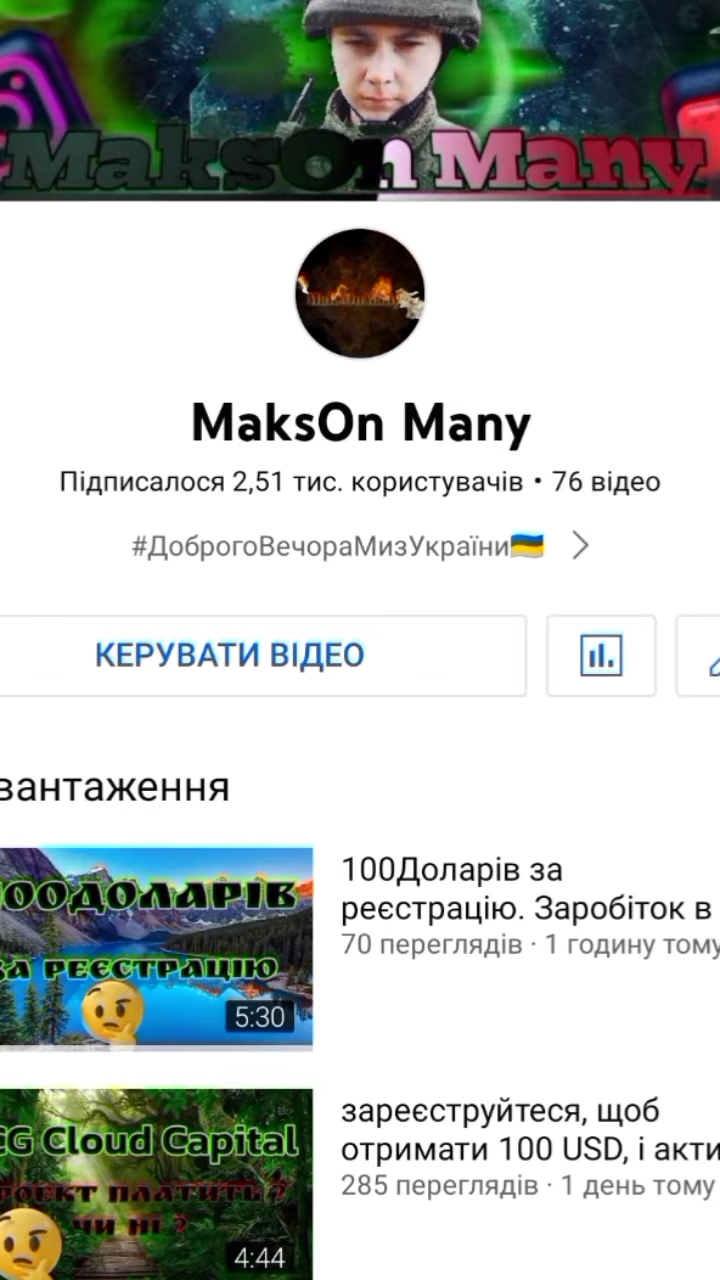 MaksOn Many
MaksOn Many
Підписалося 2,51 тис. користувачів • 76 відео
#ДоброгоВечораМизУкраїни🇺🇦
КЕРУВАТИ ВІДЕО
вантаження
100ДОЛАРІВ
ЗА РЕЄСТРАЦІЮ
5:30
100Доларів за
реєстрацію. Заробіток в
70 переглядів · 1 годину тому
CG Cloud Capital
ПРОЄКТ ПЛАТИТЬ ?
ЧИ НІ ?
4:44
зареєструйтеся, щоб
отримати 100 USD, і акти
285 переглядів · 1 день тому